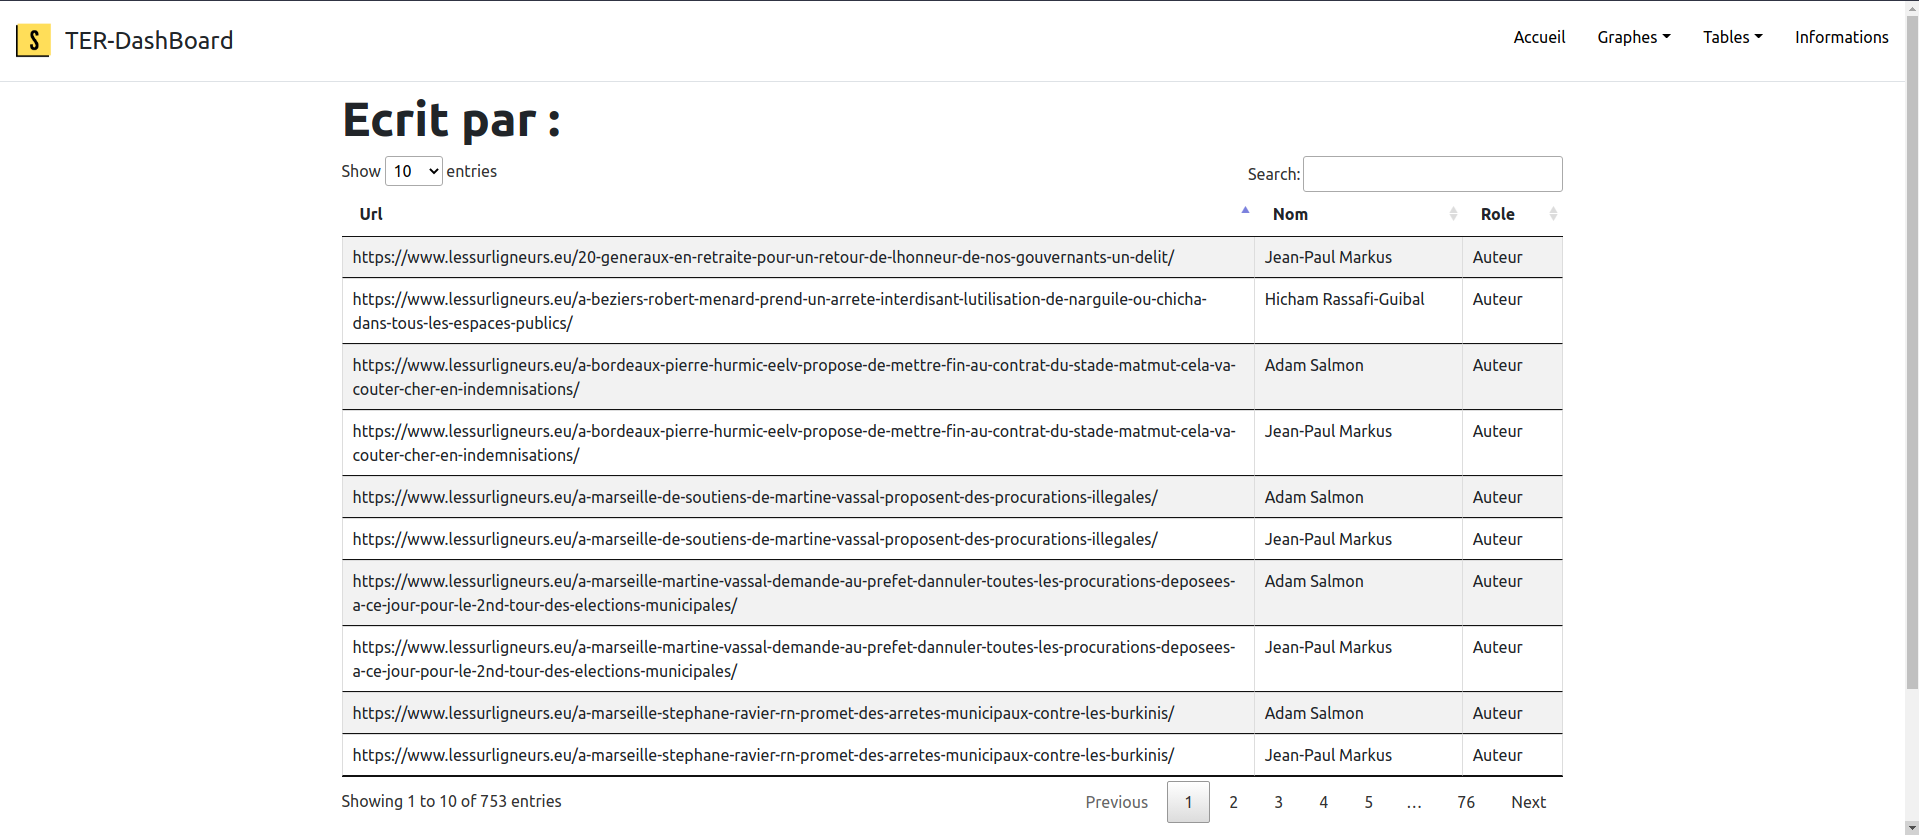 S TER-DashBoard Accueil Graphes Tables Informations
Ecrit par :
Show 10 entries Search:
Url Nom Role
https://www.lessurligneurs.eu/20-generaux-en-retraite-pour-un-retour-de-lhonneur-de-nos-gouvernants-un-delit/ Jean-Paul Markus Auteur
https://www.lessurligneurs.eu/a-beziers-robert-menard-prend-un-arrete-interdisant-lutilisation-de-narguile-ou-chicha- Hicham Rassafi-Guibal Auteur
dans-tous-les-espaces-publics/
https://www.lessurligneurs.eu/a-bordeaux-pierre-hurmic-eelv-propose-de-mettre-fin-au-contrat-du-stade-matmut-cela-va- Adam Salmon Auteur
couter-cher-en-indemnisations/
https://www.lessurligneurs.eu/a-bordeaux-pierre-hurmic-eelv-propose-de-mettre-fin-au-contrat-du-stade-matmut-cela-va- Jean-Paul Markus Auteur
couter-cher-en-indemnisations/
https://www.lessurligneurs.eu/a-marseille-de-soutiens-de-martine-vassal-proposent-des-procurations-illegales/ Adam Salmon Auteur
https://www.lessurligneurs.eu/a-marseille-de-soutiens-de-martine-vassal-proposent-des-procurations-illegales/ Jean-Paul Markus Auteur
https://www.lessurligneurs.eu/a-marseille-martine-vassal-demande-au-prefet-dannuler-toutes-les-procurations-deposees- Adam Salmon Auteur
a-ce-jour-pour-le-2nd-tour-des-elections-municipales/
https://www.lessurligneurs.eu/a-marseille-martine-vassal-demande-au-prefet-dannuler-toutes-les-procurations-deposees- Jean-Paul Markus Auteur
a-ce-jour-pour-le-2nd-tour-des-elections-municipales/
https://www.lessurligneurs.eu/a-marseille-stephane-ravier-rn-promet-des-arretes-municipaux-contre-les-burkinis/ Adam Salmon Auteur
https://www.lessurligneurs.eu/a-marseille-stephane-ravier-rn-promet-des-arretes-municipaux-contre-les-burkinis/ Jean-Paul Markus Auteur
Showing 1 to 10 of 753 entries Previous 1 2 3 4 5 … 76 Next